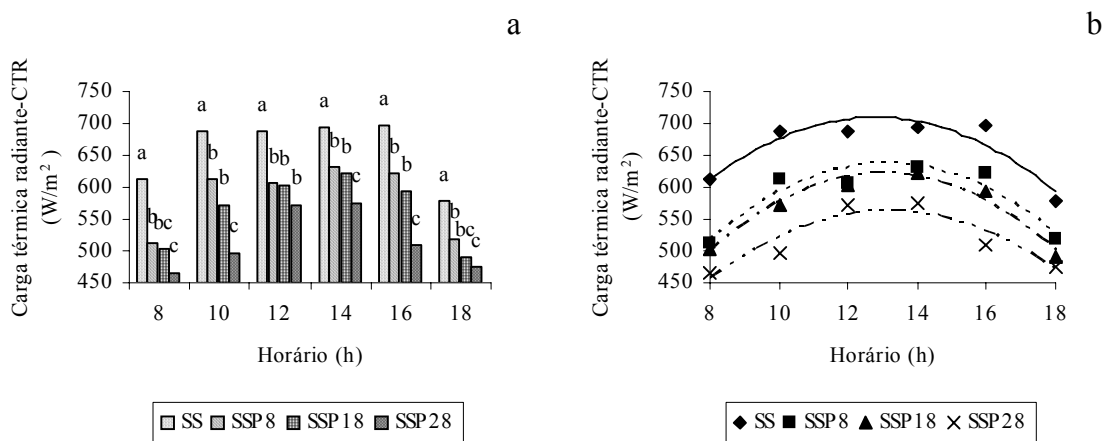 a
Carga térmica radiante-CTR
(W/m²)
750
700
650
600
550
500
450
a
b
bc
c
a
b
b
c
a
b b
a
b b
c
a
b
b
c
a
b
bc
c
8 10 12 14 16 18
Horário (h)
SS SSP8 SSP18 SSP28
b
Carga térmica radiante-CTR
(W/m²)
750
700
650
600
550
500
450
8 10 12 14 16 18
Horário (h)
SS SSP8 SSP18 SSP28